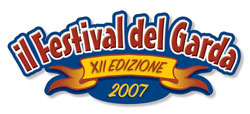 il Festival del Garda
XII EDIZIONE
2007